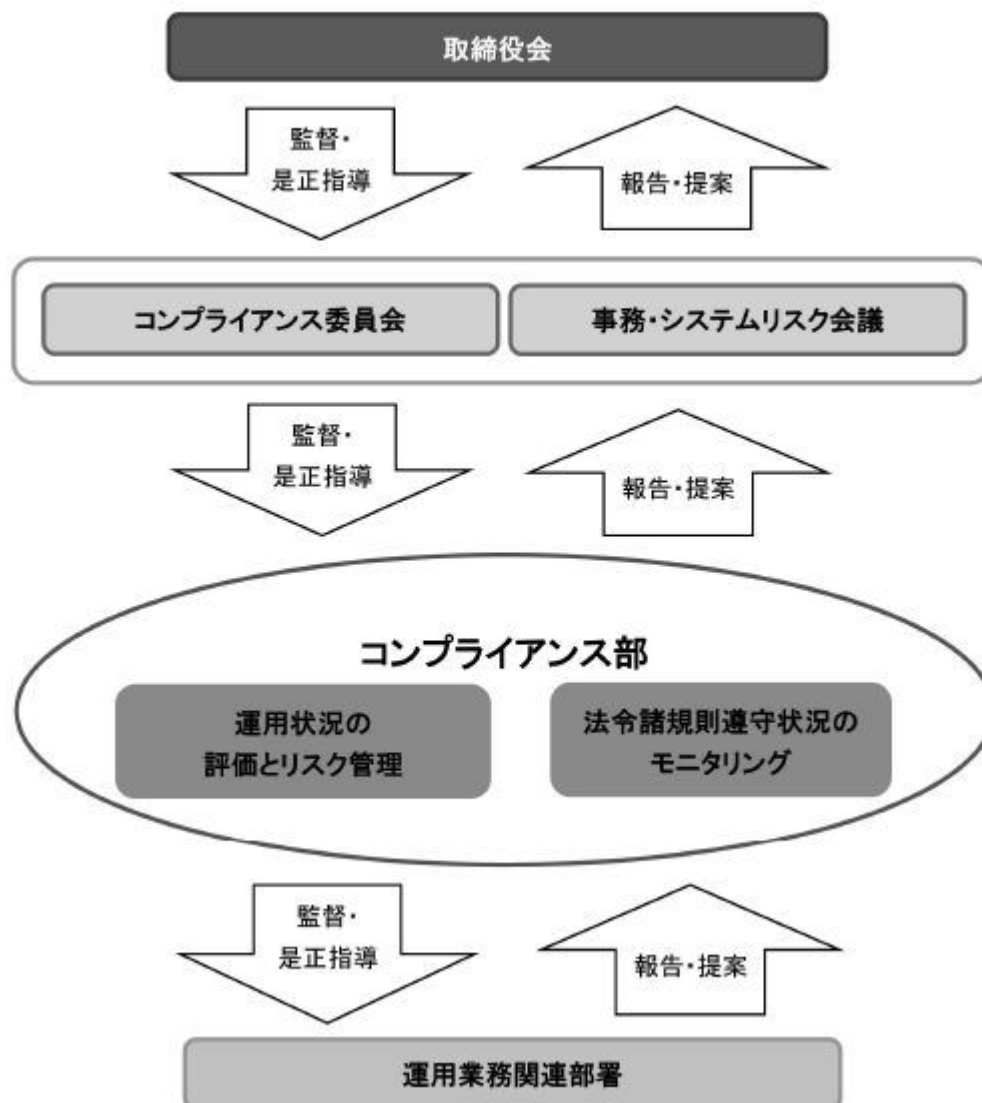 取締役会
監督・
是正指導
報告・提案
コンプライアンス委員会
事務・システムリスク会議
監督・
是正指導
報告・提案
コンプライアンス部
運用状況の
評価とリスク管理
法令諸規則遵守状況の
モニタリング
監督・
是正指導
報告・提案
運用業務関連部署